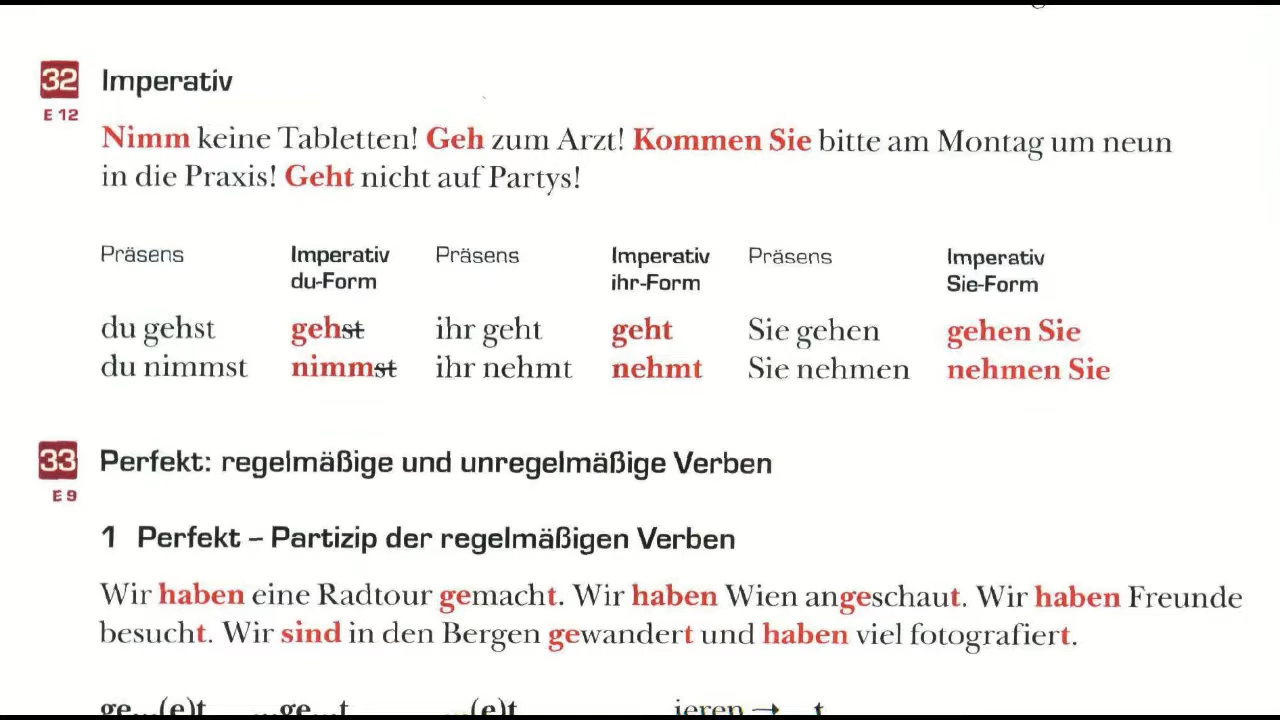 32 Imperativ
E 12
Nimm keine Tabletten! Geh zum Arzt! Kommen Sie bitte am Montag um neun
in die Praxis! Geht nicht auf Partys!
Präsens Imperativ Präsens Imperativ Präsens Imperativ
du-Form ihr-Form Sie-Form
du gehst gehst ihr geht geht Sie gehen gehen Sie
du nimmst nimmst ihr nehmt nehmt Sie nehmen nehmen Sie
33 Perfekt: regelmäßige und unregelmäßige Verben
E 9
1 Perfekt – Partizip der regelmäßigen Verben
Wir haben eine Radtour gemacht. Wir haben Wien angeschaut. Wir haben Freunde
besucht. Wir sind in den Bergen gewandert und haben viel fotografiert.
ge...(e)t ...ge...t ...(e)t ieren → ...t